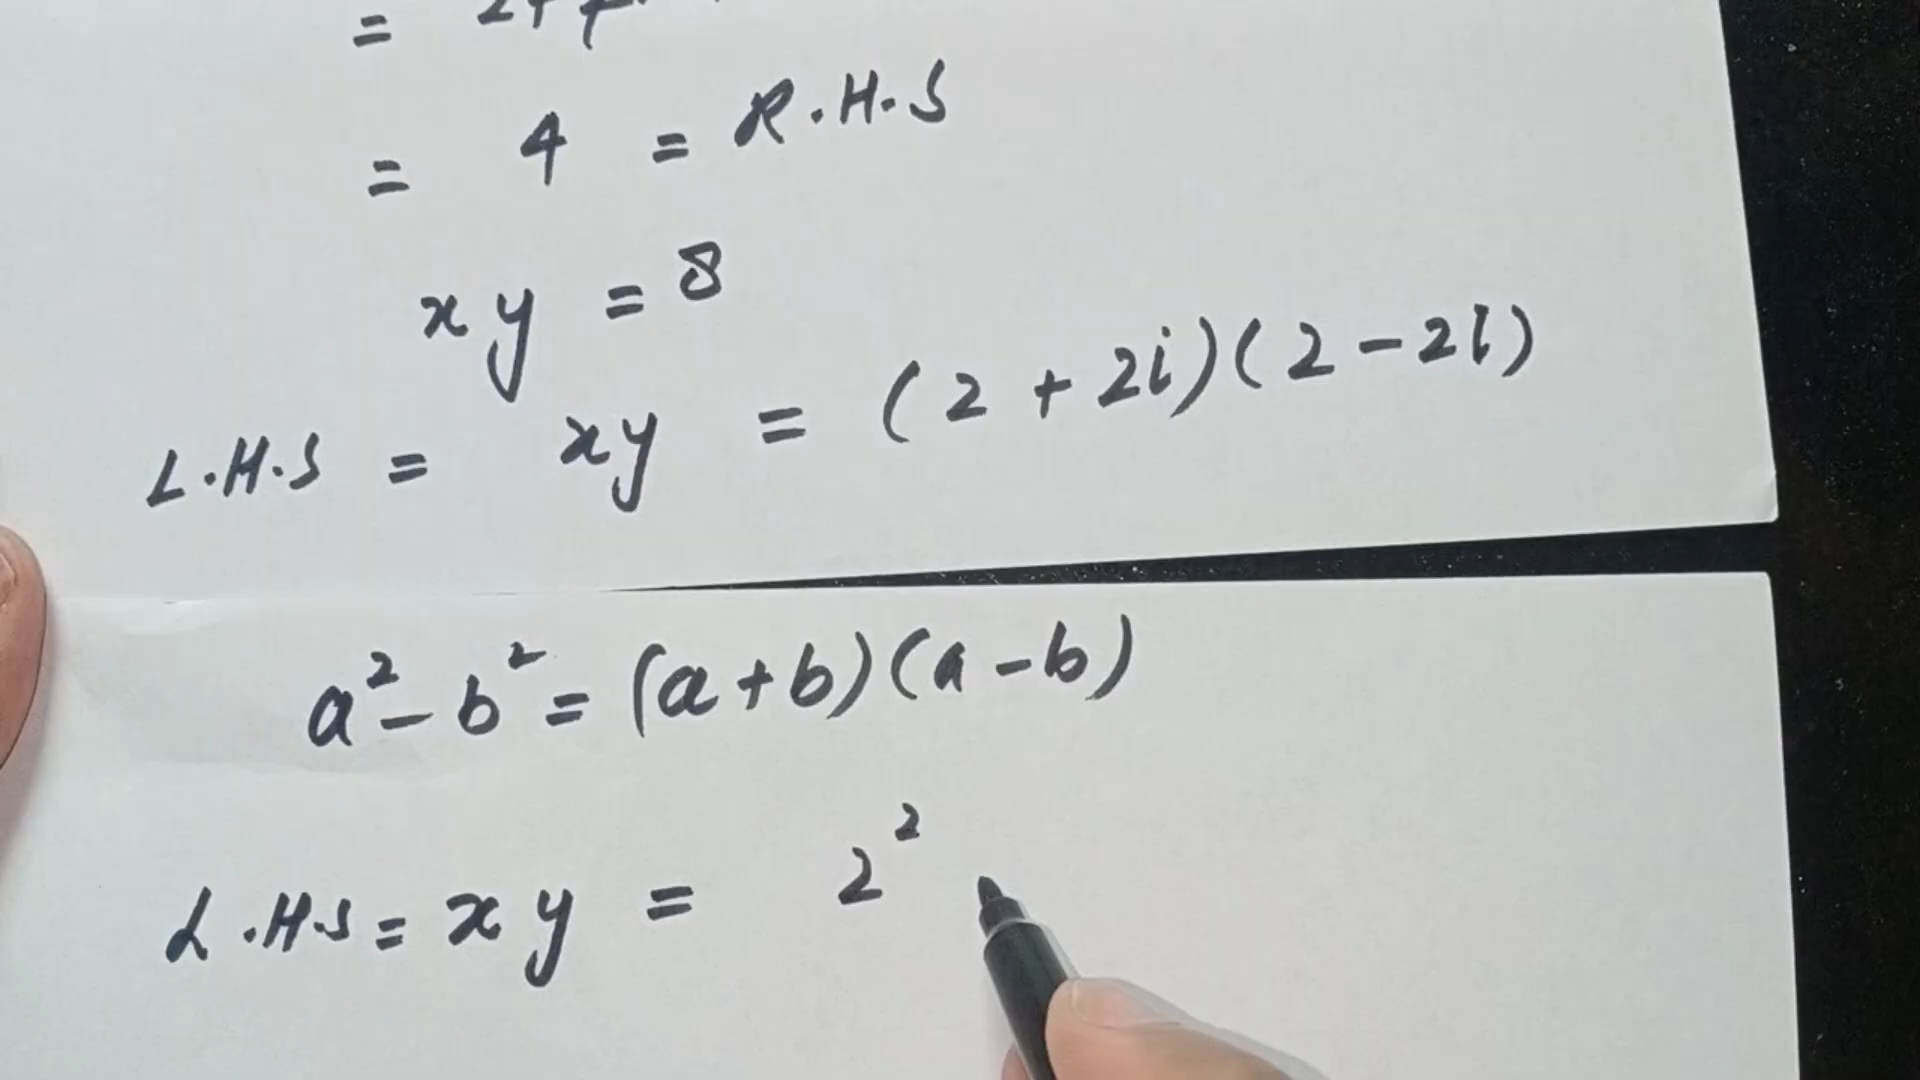 =
= 4 = R.H.S
xy = 8
L.H.S = xy = (2 + 2i)(2 - 2i)
a² - b² = (a + b)(a - b)
L.H.S = xy = 2²